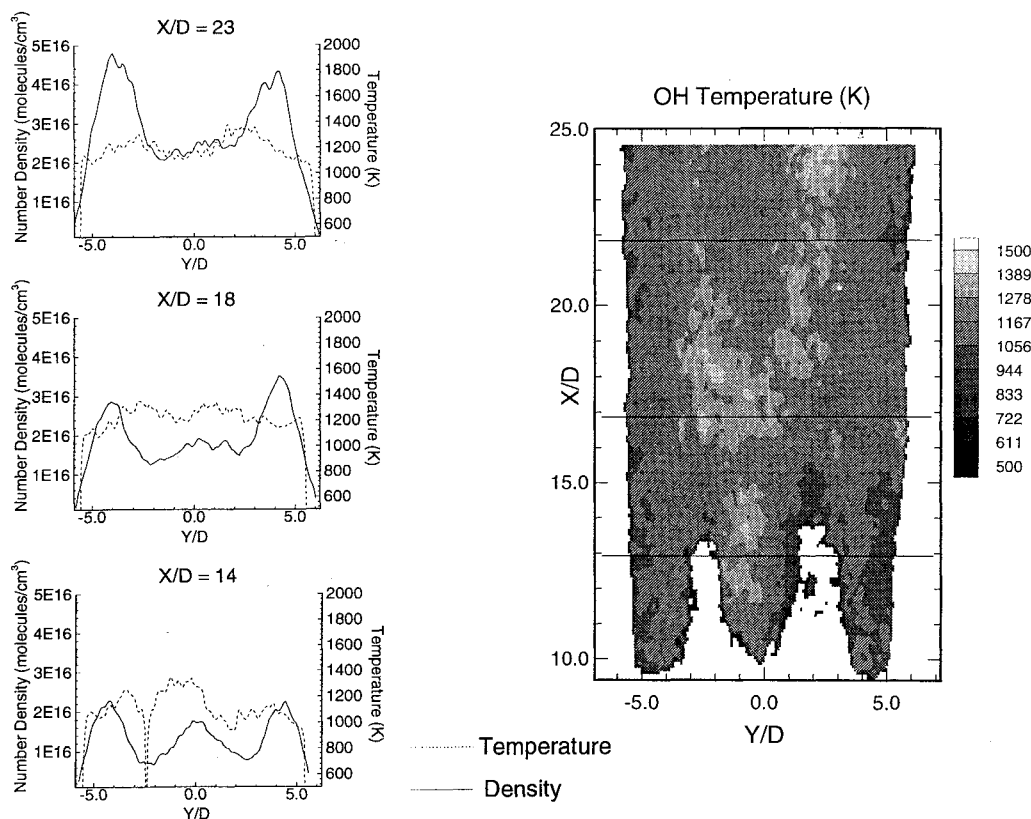 X/D = 23
Number Density (molecules/cm³)
5E16
4E16
3E16
2E16
1E16
2000
1800
1600
1400
1200
1000
800
600
Temperature (K)
-5.0 0.0 5.0
Y/D
X/D = 18
Number Density (molecules/cm³)
5E16
4E16
3E16
2E16
1E16
2000
1800
1600
1400
1200
1000
800
600
Temperature (K)
-5.0 0.0 5.0
Y/D
X/D = 14
Number Density (molecules/cm³)
5E16
4E16
3E16
2E16
1E16
2000
1800
1600
1400
1200
1000
800
600
Temperature (K)
-5.0 0.0 5.0
Y/D
Temperature
Density
OH Temperature (K)
X/D
25.0
20.0
15.0
10.0
-5.0 0.0 5.0
Y/D
1500
1389
1278
1167
1056
944
833
722
611
500